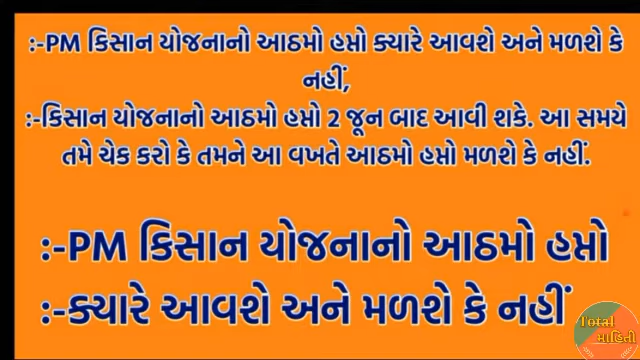 :-PM કિસાન યોજનાનો આઠમો હપ્તો ક્યારે આવશે અને મળશે કે
નહીં,
:-કિસાન યોજનાનો આઠમો હપ્તો 2 જૂન બાદ આવી શકે. આ સમયે
તમે ચેક કરો કે તમને આ વખતે આઠમો હપ્તો મળશે કે નહીં.
:-PM કિસાન યોજનાનો આઠમો હપ્તો
:-ક્યારે આવશે અને મળશે કે નહીં
Total
માહિતી